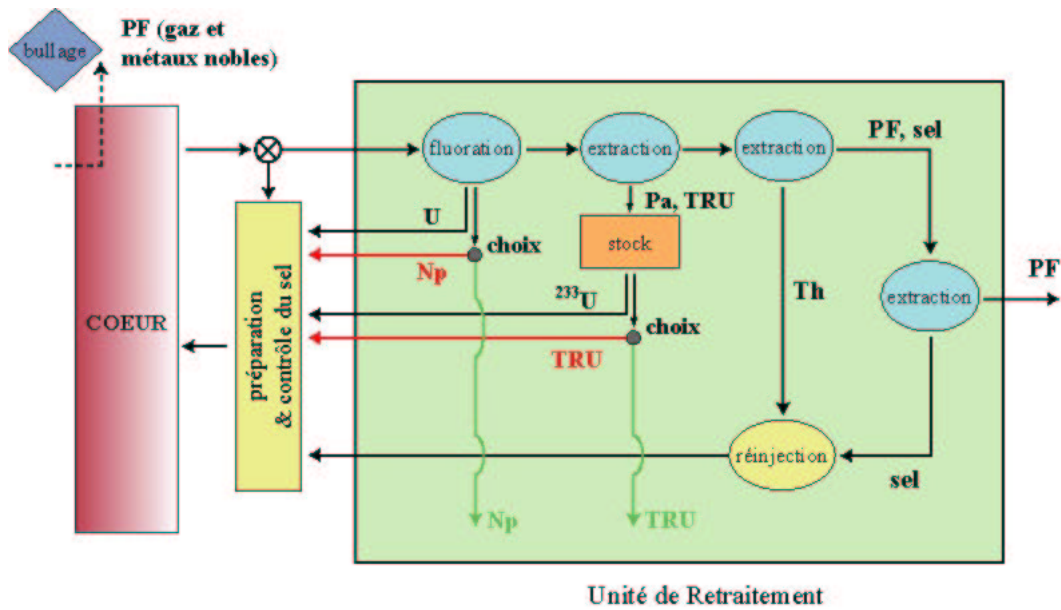 bullage
PF (gaz et
métaux nobles)
COEUR
préparation
& contrôle du sel
fluoration
extraction
extraction
PF, sel
U
choix
Np
Pa, TRU
stock
233U
choix
TRU
Th
extraction
PF
réinjection
sel
Np
TRU
Unité de Retraitement